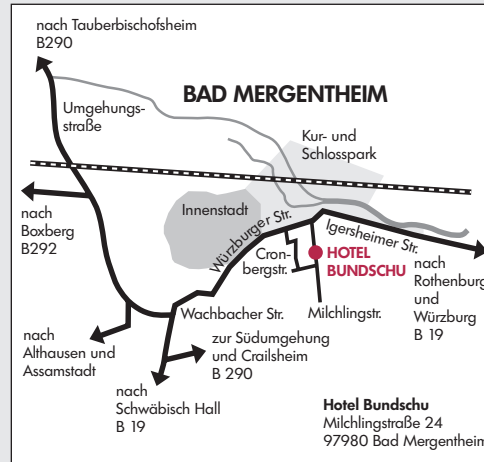 nach Tauberbischofsheim
B290
BAD MERGENTHEIM
Umgehungs-
straße
Kur- und
Schlosspark
Innenstadt
Würzburger Str.
Igersheimer Str.
nach
Boxberg
B292
Cron-
bergstr.
HOTEL
BUNDSCHU
nach
Rothenburg
und
Würzburg
B 19
Milchlingstr.
Wachbacher Str.
nach
Althausen und
Assamstadt
zur Südumgehung
und Crailsheim
B 290
nach
Schwäbisch Hall
B 19
Hotel Bundschu
Milchlingstraße 24
97980 Bad Mergentheim